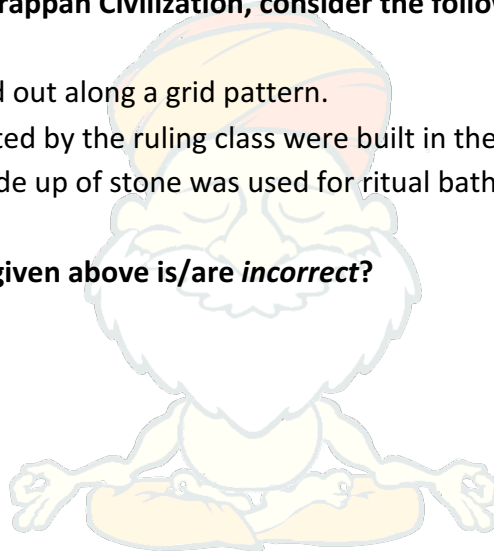 rappan Civilization, consider the follow
d out along a grid pattern.
ted by the ruling class were built in the
de up of stone was used for ritual bath
given above is/are incorrect?